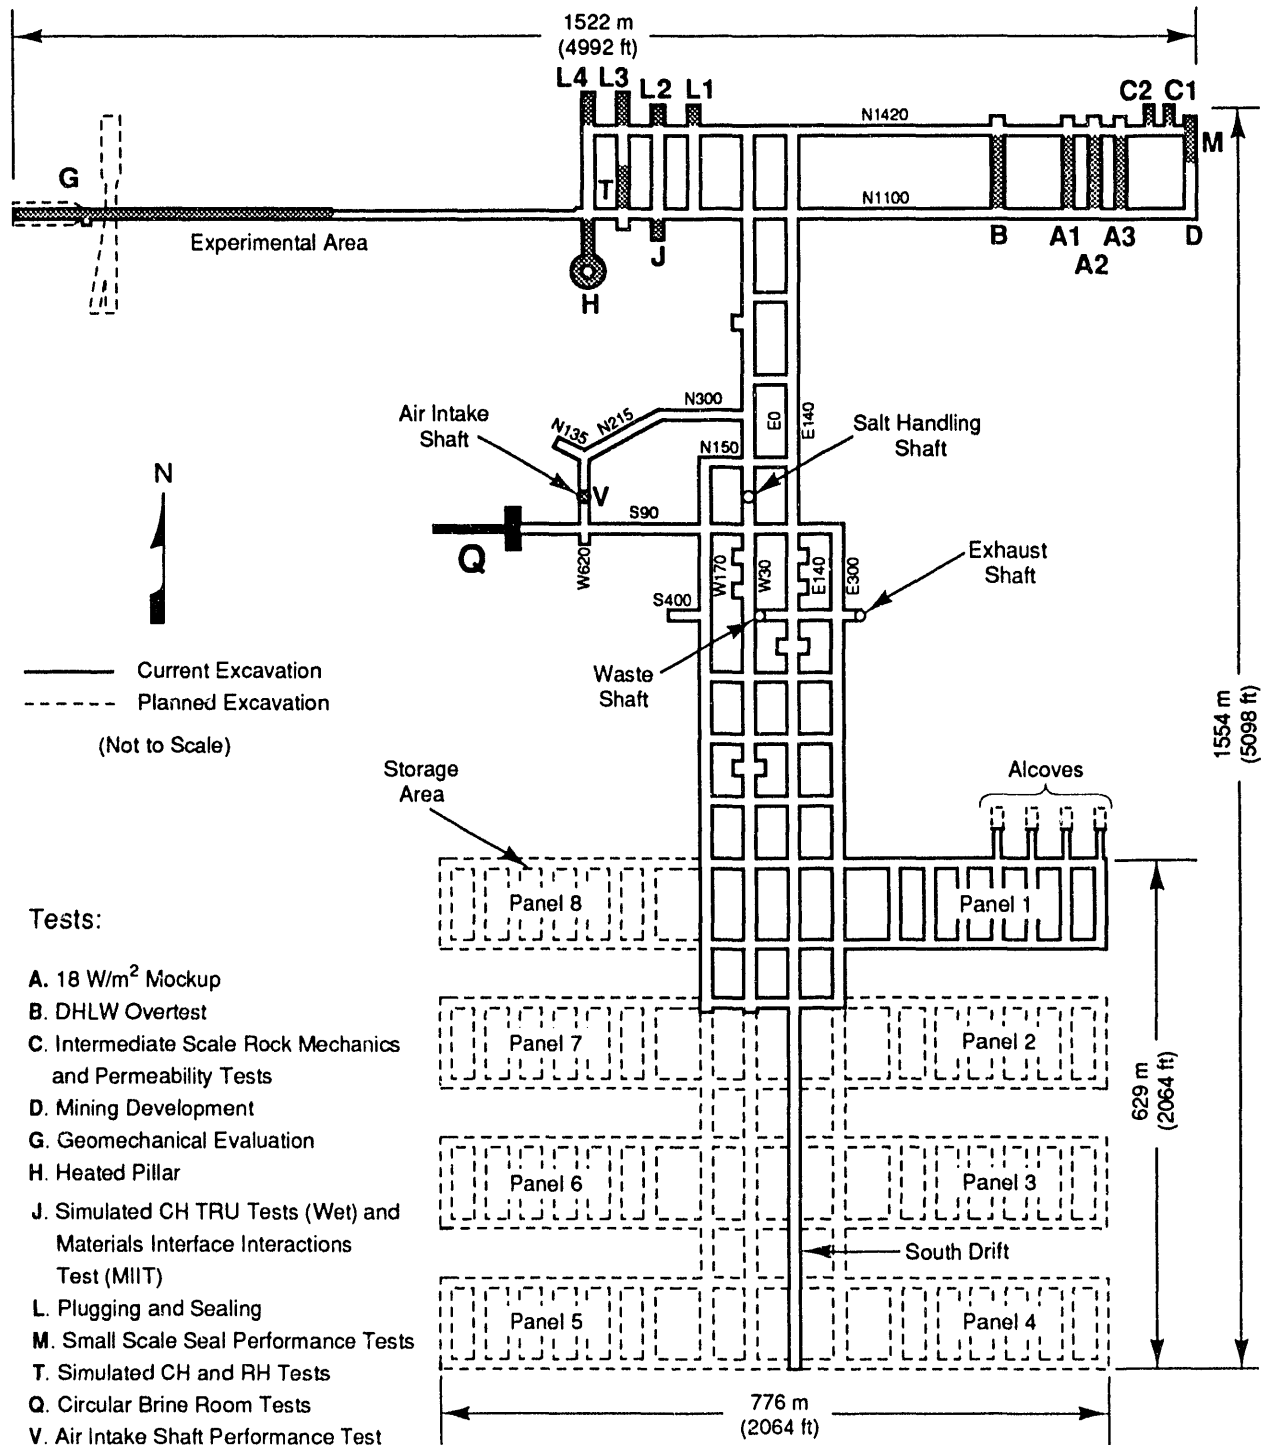 1522 m
(4992 ft)
L4 L3 L2 L1
C2 C1
N1420
M
G
T
N1100
Experimental Area
J
B A1 A3 D
A2
H
N300
Air Intake
Shaft
N135
N215
E0
E140
Salt Handling
Shaft
N150
N
V
S90
Q
W620
W170
W30
E140
E300
Exhaust
Shaft
S400
Waste
Shaft
Current Excavation
Planned Excavation
(Not to Scale)
1554 m
(5098 ft)
Storage
Area
Alcoves
Panel 8
Panel 1
Panel 7
Panel 2
629 m
(2064 ft)
Panel 6
Panel 3
South Drift
Panel 5
Panel 4
776 m
(2064 ft)
Tests:
A. 18 W/m² Mockup
B. DHLW Overtest
C. Intermediate Scale Rock Mechanics
and Permeability Tests
D. Mining Development
G. Geomechanical Evaluation
H. Heated Pillar
J. Simulated CH TRU Tests (Wet) and
Materials Interface Interactions
Test (MIIT)
L. Plugging and Sealing
M. Small Scale Seal Performance Tests
T. Simulated CH and RH Tests
Q. Circular Brine Room Tests
V. Air Intake Shaft Performance Test